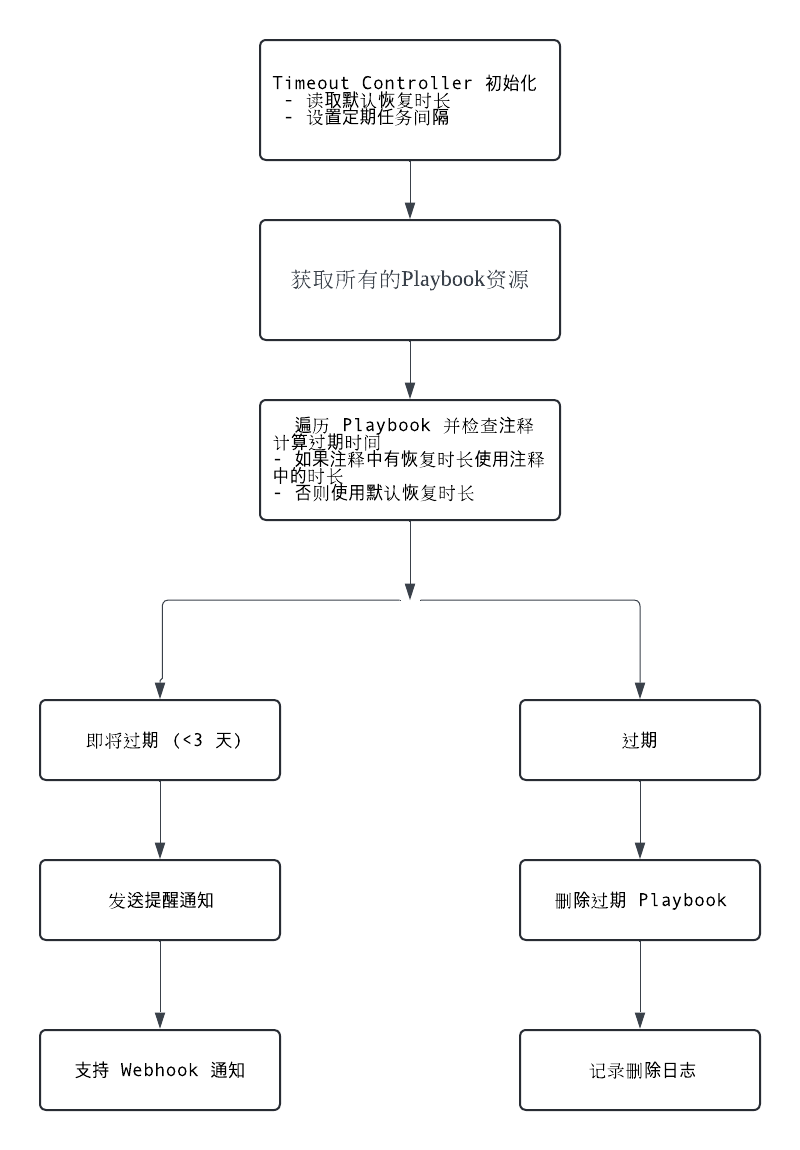 Timeout Controller 初始化
- 读取默认恢复时长
- 设置定期任务间隔
获取所有的Playbook资源
遍历 Playbook 并检查注释
计算过期时间
- 如果注释中有恢复时长使用注释
中的时长
- 否则使用默认恢复时长
即将过期 (<3 天)
过期
发送提醒通知
删除过期 Playbook
支持 Webhook 通知
记录删除日志